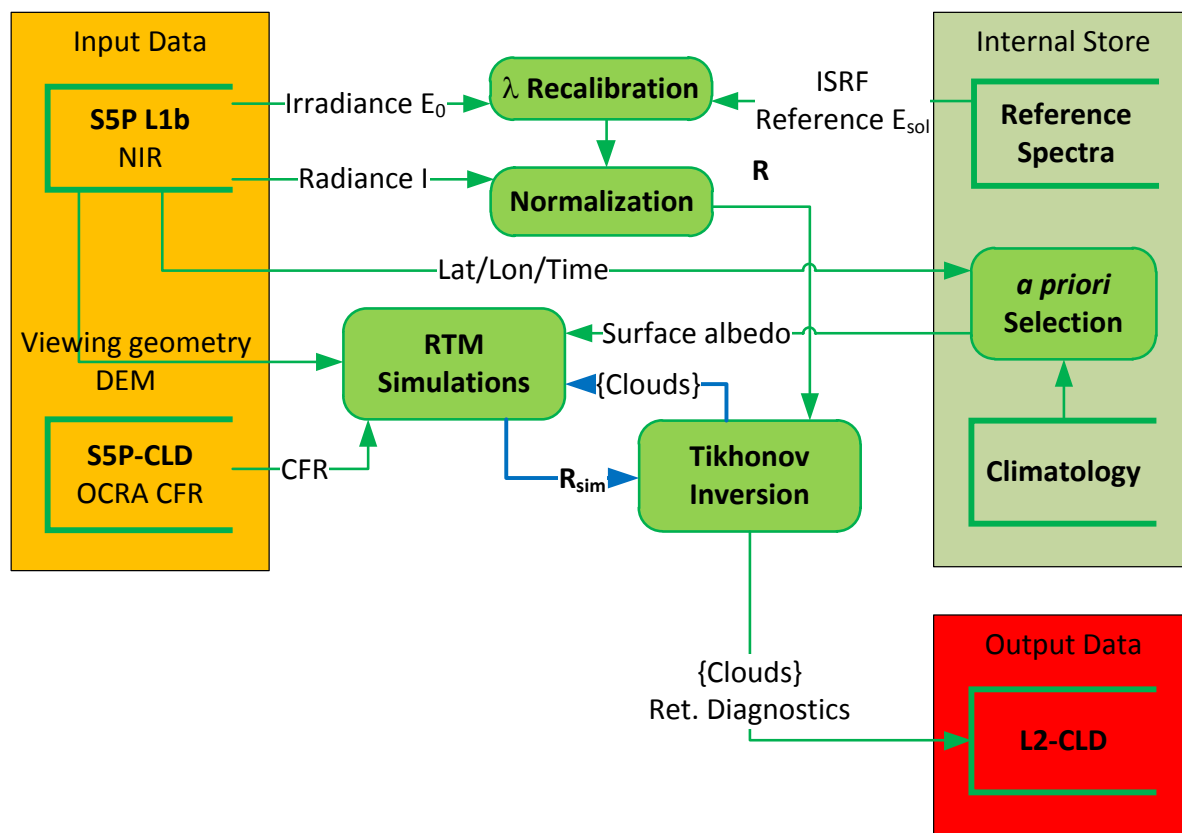 Input Data
S5P L1b
NIR
Irradiance E₀
Radiance I
λ Recalibration
Normalization
ISRF
Reference E_sol
R
Internal Store
Reference
Spectra
Lat/Lon/Time
a priori
Selection
Viewing geometry
DEM
RTM
Simulations
Surface albedo
{Clouds}
S5P-CLD
OCRA CFR
CFR
R_sim
Tikhonov
Inversion
Climatology
{Clouds}
Ret. Diagnostics
Output Data
L2-CLD